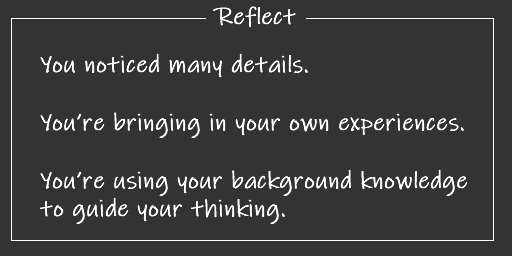 Reflect
You noticed many details.
You're bringing in your own experiences.
You're using your background knowledge
to guide your thinking.